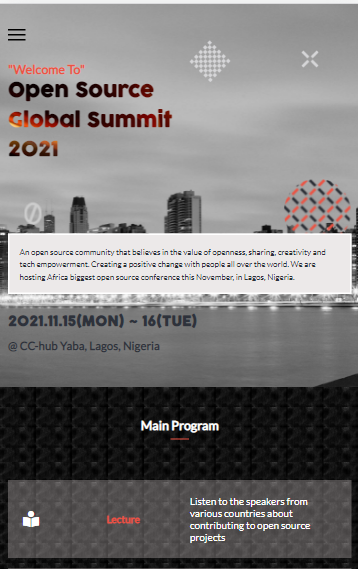 "Welcome To"
Open Source
Global Summit
2021
An open source community that believes in the value of openness, sharing, creativity and
tech empowerment. Creating a positive change with people all over the world. We are
hosting Africa biggest open source conference this November, in Lagos, Nigeria.
2021.11.15(MON) ~ 16(TUE)
@ CC-hub Yaba, Lagos, Nigeria
Main Program
Lecture
Listen to the speakers from
various countries about
contributing to open source
projects